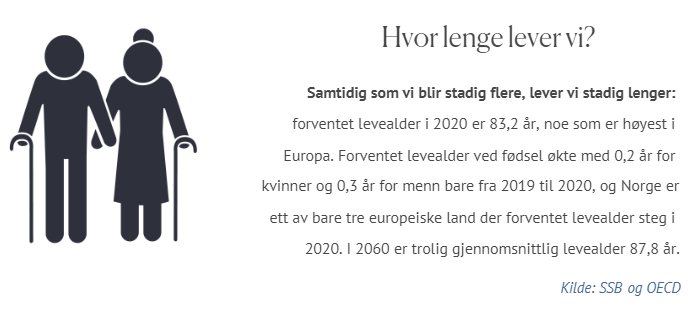 Hvor lenge lever vi?
Samtidig som vi blir stadig flere, lever vi stadig lenger:
forventet levealder i 2020 er 83,2 år, noe som er høyest i
Europa. Forventet levealder ved fødsel økte med 0,2 år for
kvinner og 0,3 år for menn bare fra 2019 til 2020, og Norge er
ett av bare tre europeiske land der forventet levealder steg i
2020. I 2060 er trolig gjennomsnittlig levealder 87,8 år.
Kilde: SSB og OECD